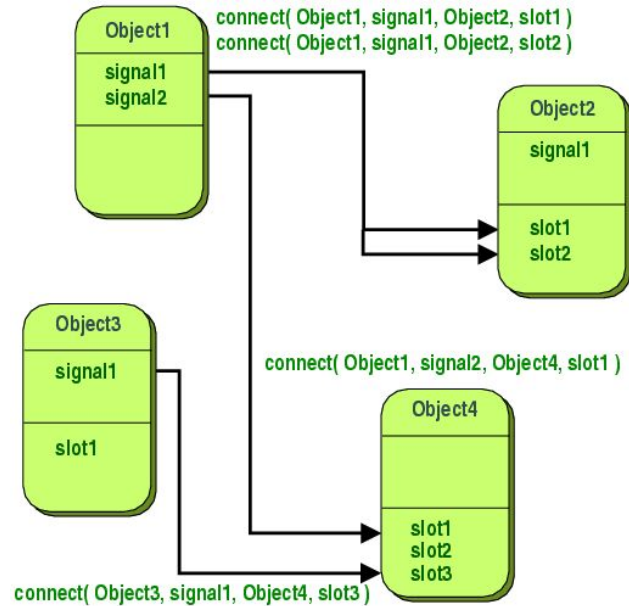 connect( Object1, signal1, Object2, slot1 )
connect( Object1, signal1, Object2, slot2 )
Object1
signal1
signal2
Object2
signal1
slot1
slot2
Object3
signal1
slot1
connect( Object1, signal2, Object4, slot1 )
Object4
slot1
slot2
slot3
connect( Object3, signal1, Object4, slot3 )